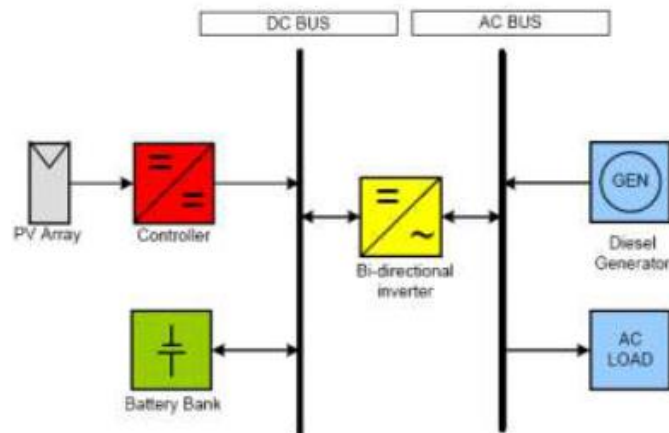 DC BUS
AC BUS
PV Array
Controller
Bi-directional
inverter
GEN
Diesel
Generator
Battery Bank
AC
LOAD